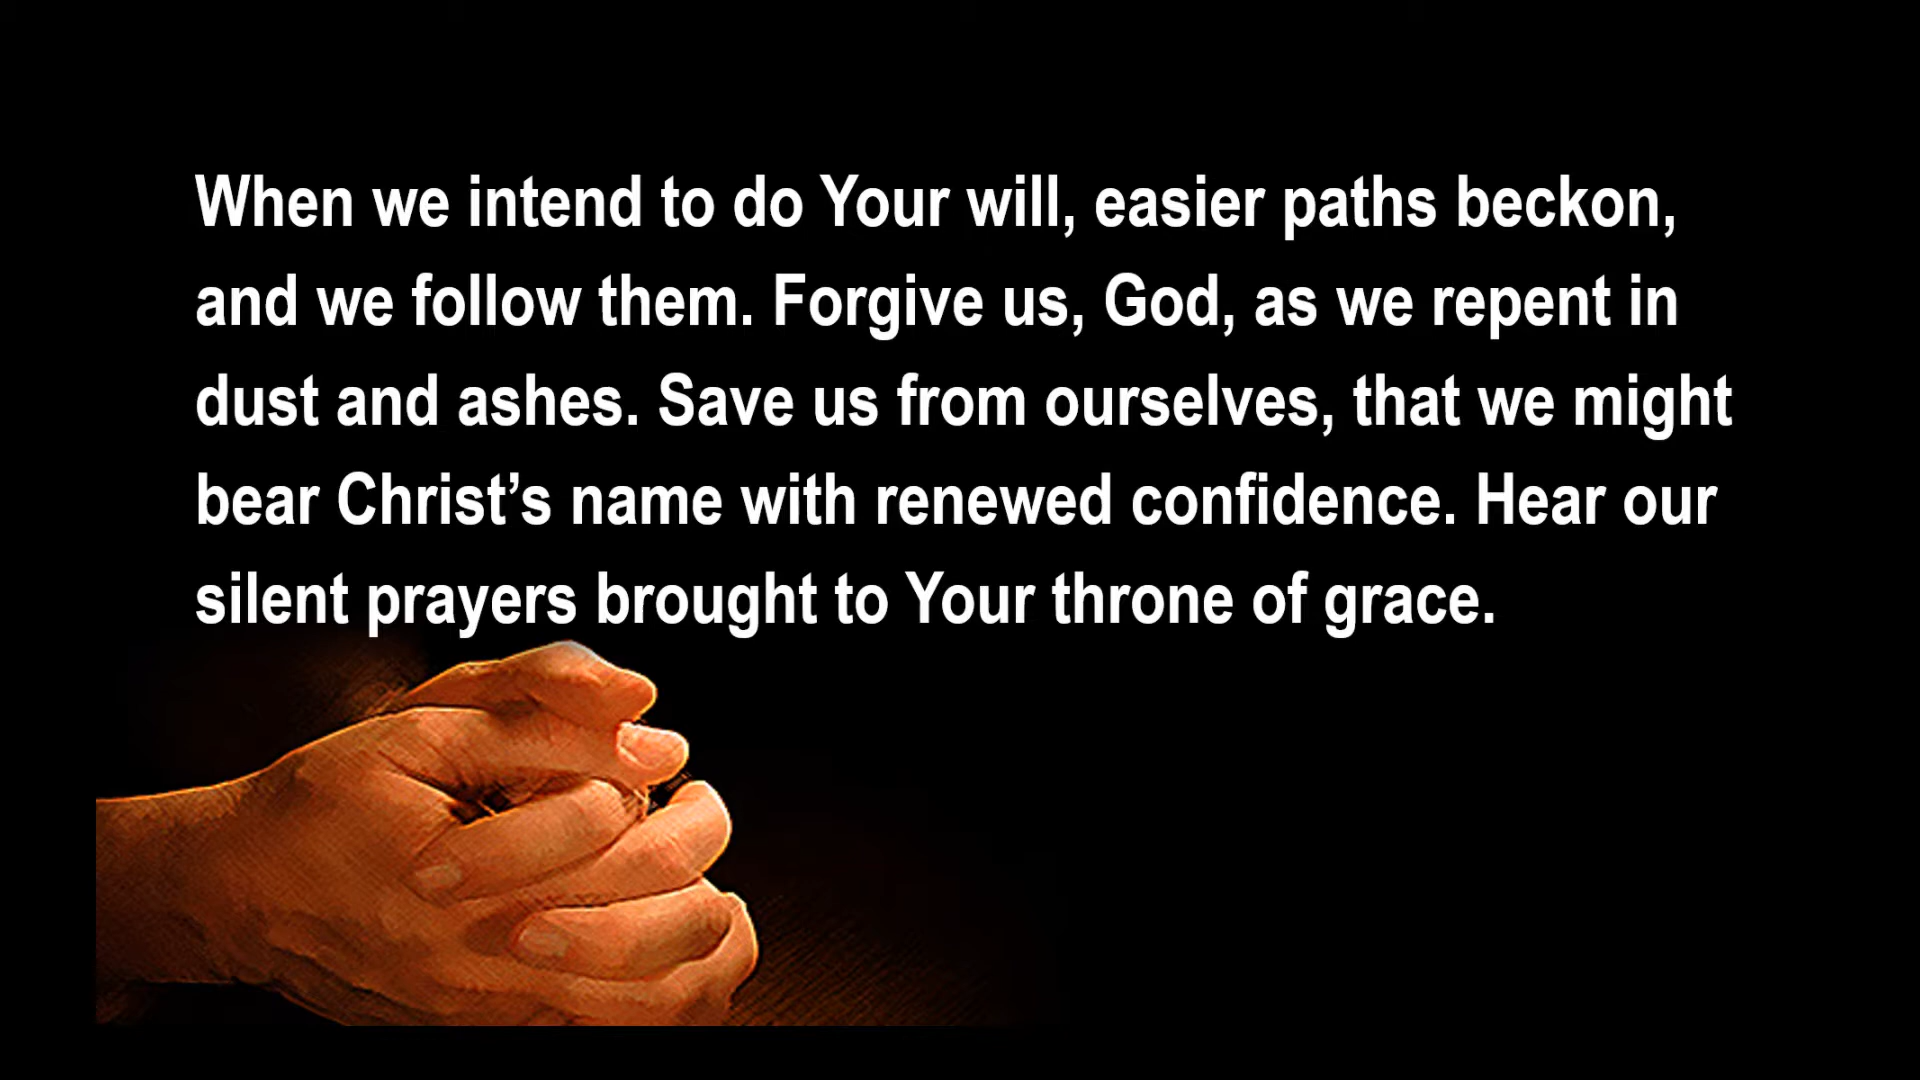 When we intend to do Your will, easier paths beckon,
and we follow them. Forgive us, God, as we repent in
dust and ashes. Save us from ourselves, that we might
bear Christ’s name with renewed confidence. Hear our
silent prayers brought to Your throne of grace.